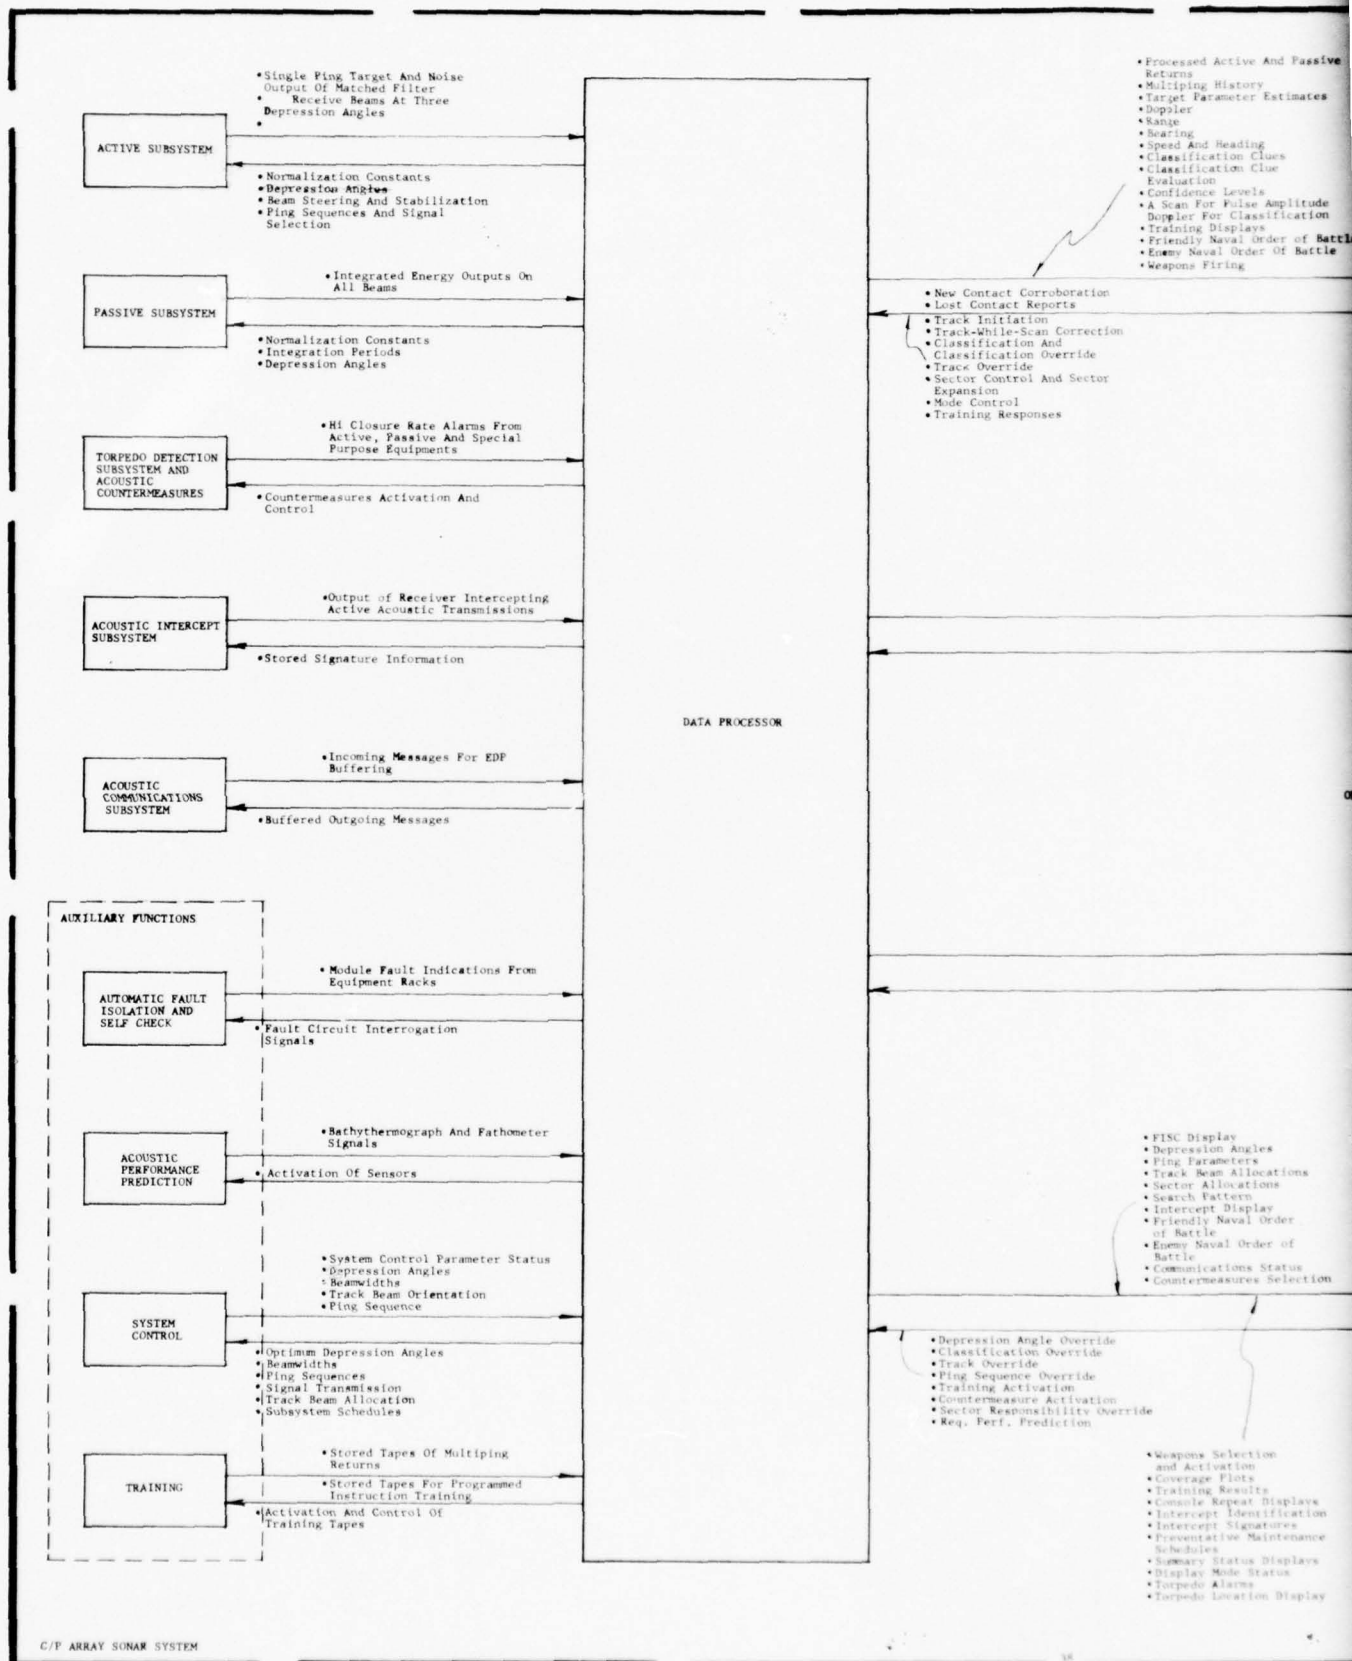 • Single Ping Target And Noise
Output Of Matched Filter
• Receive Beams At Three
Depression Angles
•
ACTIVE SUBSYSTEM
• Normalization Constants
• Depression Angles
• Beam Steering And Stabilization
• Ping Sequences And Signal
Selection
• Integrated Energy Outputs On
All Beams
PASSIVE SUBSYSTEM
• Normalization Constants
• Integration Periods
• Depression Angles
• Hi Closure Rate Alarms From
Active, Passive And Special
Purpose Equipments
TORPEDO DETECTION
SUBSYSTEM AND
ACOUSTIC
COUNTERMEASURES
• Countermeasures Activation And
Control
• Output of Receiver Intercepting
Active Acoustic Transmissions
ACOUSTIC INTERCEPT
SUBSYSTEM
• Stored Signature Information
• Incoming Messages For EDP
Buffering
ACOUSTIC
COMMUNICATIONS
SUBSYSTEM
• Buffered Outgoing Messages
AUXILIARY FUNCTIONS
• Module Fault Indications From
Equipment Racks
AUTOMATIC FAULT
ISOLATION AND
SELF CHECK
• Fault Circuit Interrogation
Signals
• Bathythermograph And Fathometer
Signals
ACOUSTIC
PERFORMANCE
PREDICTION
• Activation Of Sensors
• System Control Parameter Status
• Depression Angles
• Beamwidths
• Track Beam Orientation
• Ping Sequence
SYSTEM
CONTROL
• Optimum Depression Angles
• Beamwidths
• Ping Sequences
• Signal Transmission
• Track Beam Allocation
• Subsystem Schedules
• Stored Tapes Of Multiping
Returns
• Stored Tapes For Programmed
Instruction Training
TRAINING
• Activation And Control Of
Training Tapes
DATA PROCESSOR
• Processed Active And Passive
Returns
• Multiping History
• Target Parameter Estimates
• Doppler
• Range
• Bearing
• Speed And Heading
• Classification Clues
• Classification Clue
Evaluation
• Confidence Levels
• A Scan For Pulse Amplitude
Doppler For Classification
• Training Displays
• Friendly Naval Order of Battle
• Enemy Naval Order Of Battle
• Weapons Firing
• New Contact Corroboration
• Lost Contact Reports
• Track Initiation
• Track-While-Scan Correction
• Classification And
Classification Override
• Track Override
• Sector Control And Sector
Expansion
• Mode Control
• Training Responses
• FISC Display
• Depression Angles
• Ping Parameters
• Track Beam Allocations
• Sector Allocations
• Search Pattern
• Intercept Display
• Friendly Naval Order
of Battle
• Enemy Naval Order of
Battle
• Communications Status
• Countermeasures Selection
• Depression Angle Override
• Classification Override
• Track Override
• Ping Sequence Override
• Training Activation
• Countermeasure Activation
• Sector Responsibility Override
• Req. Perf. Prediction
• Weapons Selection
and Activation
• Coverage Plots
• Training Results
• Console Repeat Displays
• Intercept Identification
• Intercept Signatures
• Preventative Maintenance
Schedules
• Summary Status Displays
• Display Mode Status
• Torpedo Alarms
• Torpedo Location Display
C/P ARRAY SONAR SYSTEM